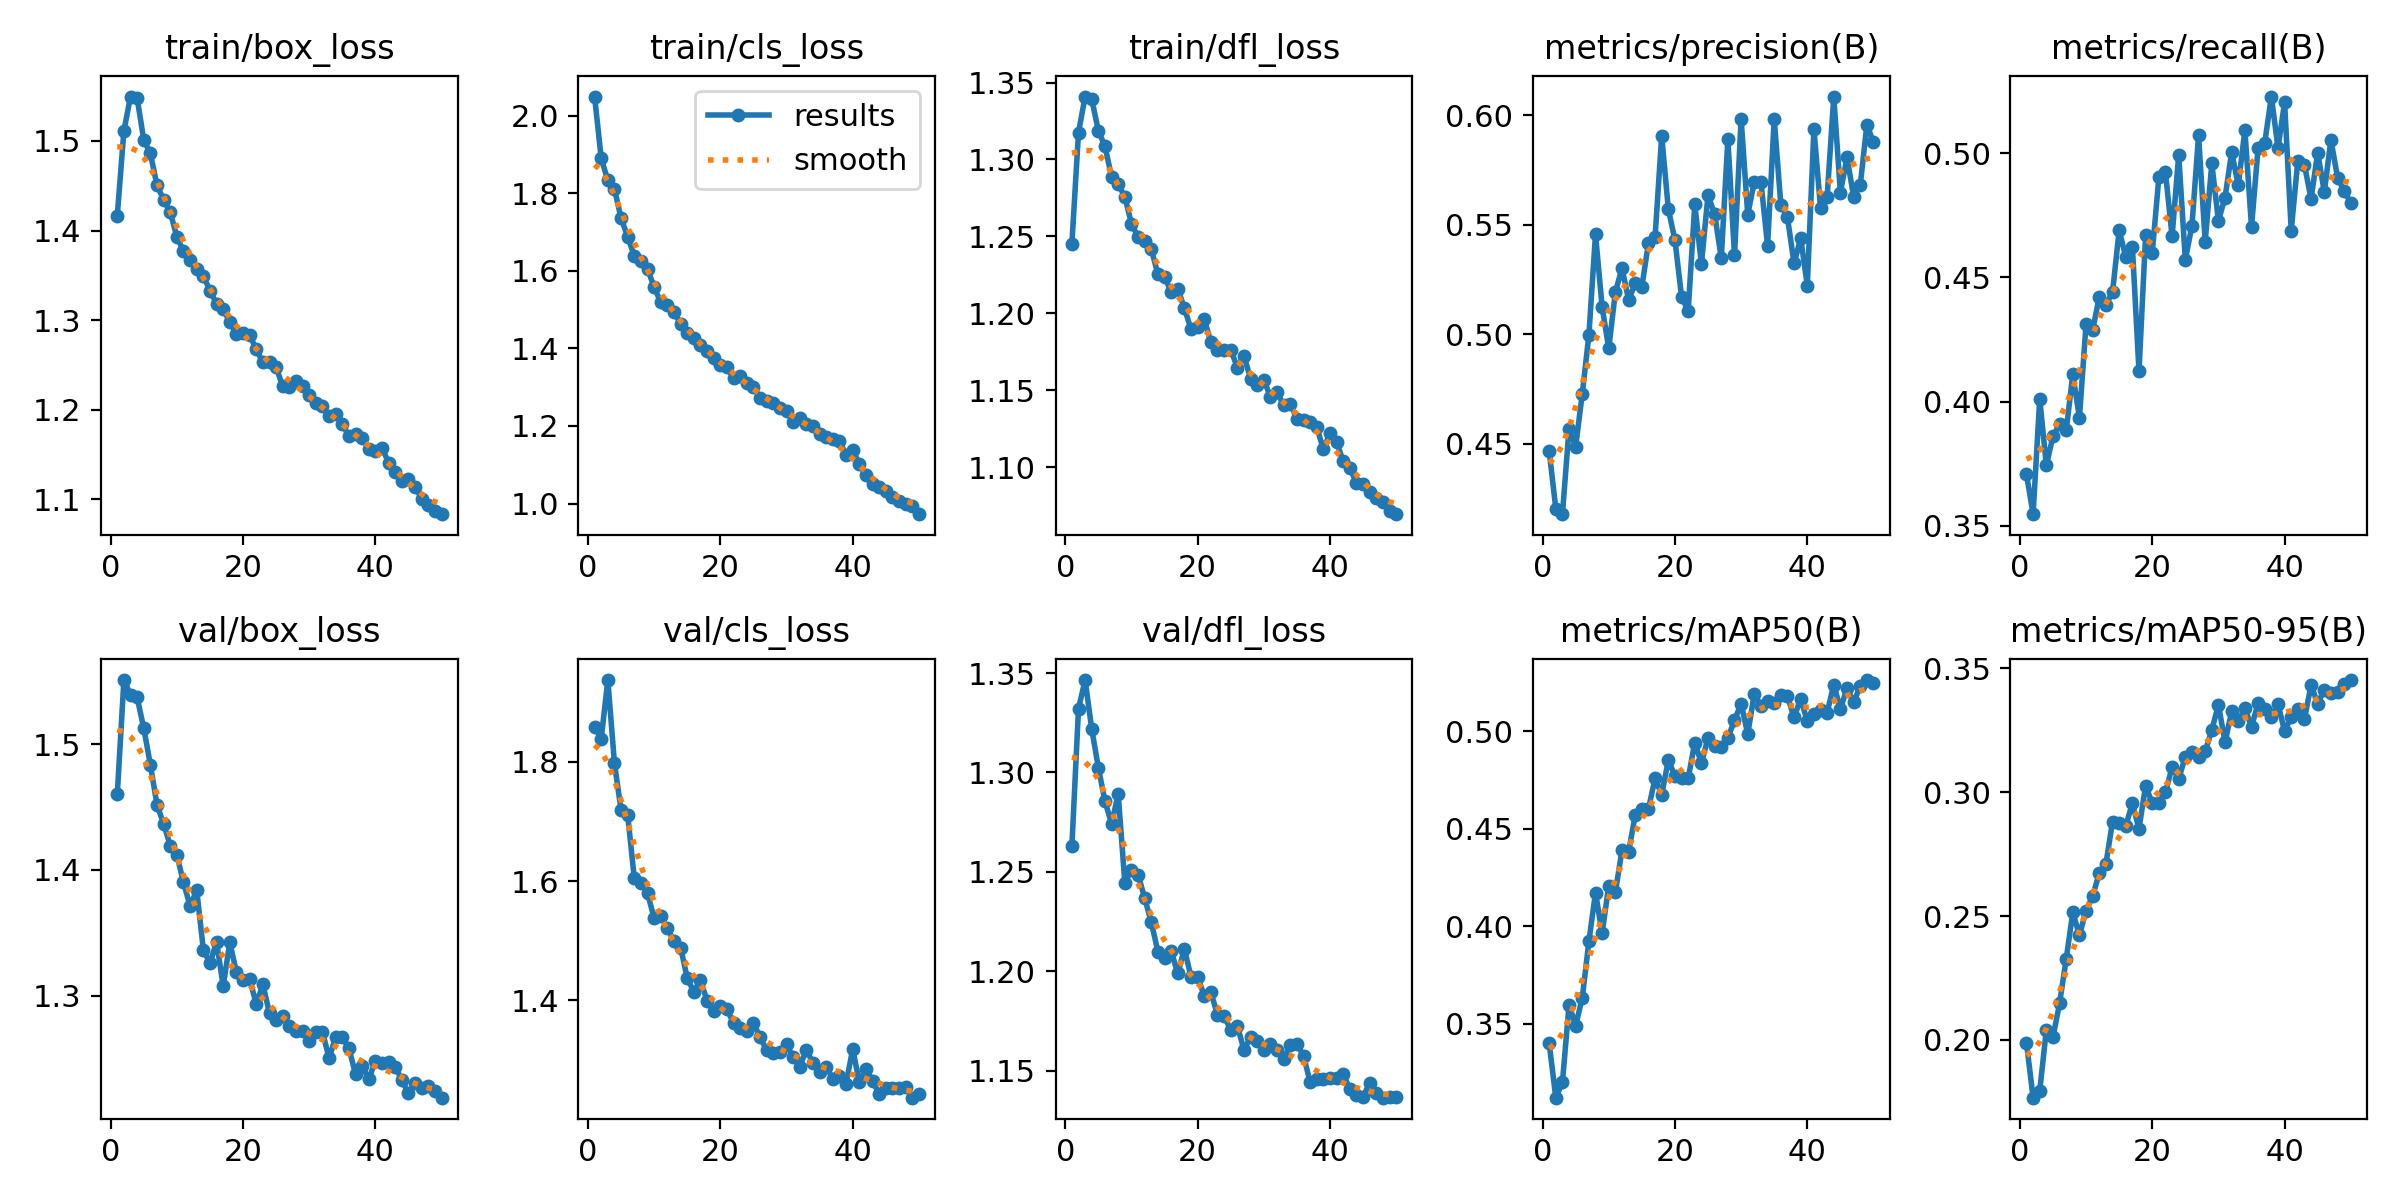 train/box_loss
1.5
1.4
1.3
1.2
1.1
0 20 40
train/cls_loss
results
smooth
2.0
1.8
1.6
1.4
1.2
1.0
0 20 40
train/dfl_loss
1.35
1.30
1.25
1.20
1.15
1.10
0 20 40
metrics/precision(B)
0.60
0.55
0.50
0.45
0 20 40
metrics/recall(B)
0.50
0.45
0.40
0.35
0 20 40
val/box_loss
1.5
1.4
1.3
0 20 40
val/cls_loss
1.8
1.6
1.4
0 20 40
val/dfl_loss
1.35
1.30
1.25
1.20
1.15
0 20 40
metrics/mAP50(B)
0.50
0.45
0.40
0.35
0 20 40
metrics/mAP50-95(B)
0.35
0.30
0.25
0.20
0 20 40